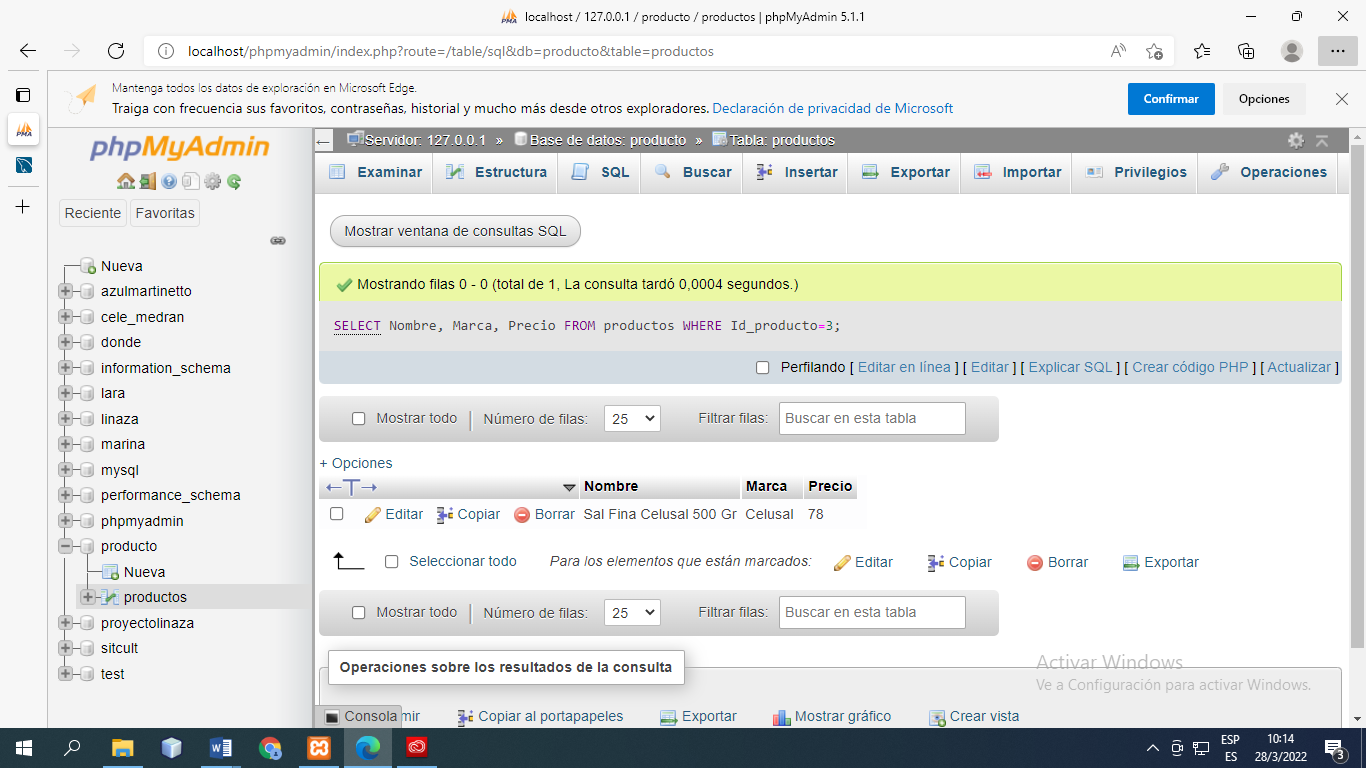 localhost / 127.0.0.1 / producto / productos | phpMyAdmin 5.1.1
localhost/phpmyadmin/index.php?route=/table/sql&db=producto&table=productos
Mantenga todos los datos de exploración en Microsoft Edge.
Traiga con frecuencia sus favoritos, contraseñas, historial y mucho más desde otros exploradores. Declaración de privacidad de Microsoft
Confirmar
Opciones
phpMyAdmin
Reciente
Favoritas
Nueva
azulmartinetto
cele_medran
donde
information_schema
lara
linaza
marina
mysql
performance_schema
phpmyadmin
producto
Nueva
productos
proyectolinaza
sitcult
test
Servidor: 127.0.0.1 » Base de datos: producto » Tabla: productos
Examinar Estructura SQL Buscar Insertar Exportar Importar Privilegios Operaciones
Mostrar ventana de consultas SQL
Mostrando filas 0 - 0 (total de 1, La consulta tardó 0,0004 segundos.)
SELECT Nombre, Marca, Precio FROM productos WHERE Id_producto=3;
Perfilando [ Editar en línea ] [ Editar ] [ Explicar SQL ] [ Crear código PHP ] [ Actualizar ]
Mostrar todo | Número de filas: 25 Filtrar filas: Buscar en esta tabla
+ Opciones
Nombre Marca Precio
Editar Copiar Borrar Sal Fina Celusal 500 Gr Celusal 78
Seleccionar todo Para los elementos que están marcados: Editar Copiar Borrar Exportar
Mostrar todo | Número de filas: 25 Filtrar filas: Buscar en esta tabla
Operaciones sobre los resultados de la consulta
Consola mir Copiar al portapapeles Exportar Mostrar gráfico Crear vista
Activar Windows
Ve a Configuración para activar Windows.
ESP
ES
10:14
28/3/2022
3